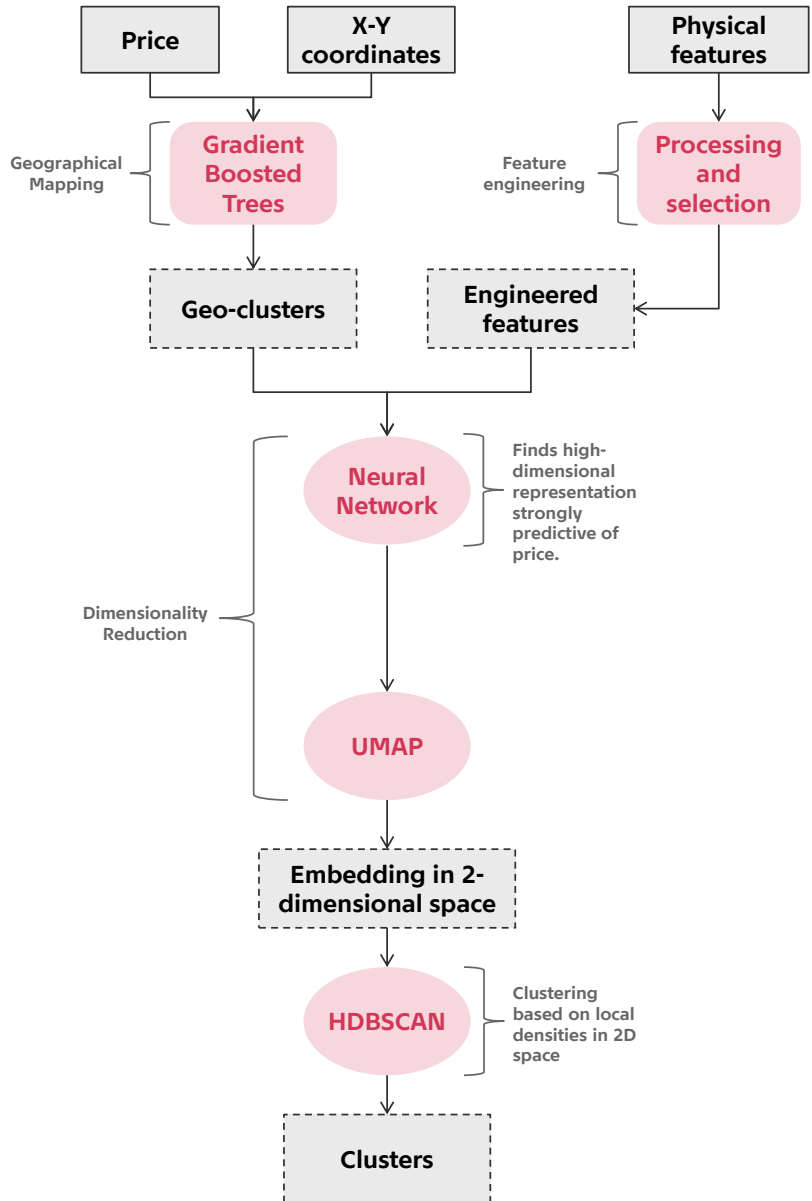 Price
X-Y
coordinates
Physical
features
Geographical
Mapping
Gradient
Boosted
Trees
Feature
engineering
Processing
and
selection
Geo-clusters
Engineered
features
Neural
Network
Finds high-
dimensional
representation
strongly
predictive of
price.
Dimensionality
Reduction
UMAP
Embedding in 2-
dimensional space
HDBSCAN
Clustering
based on local
densities in 2D
space
Clusters